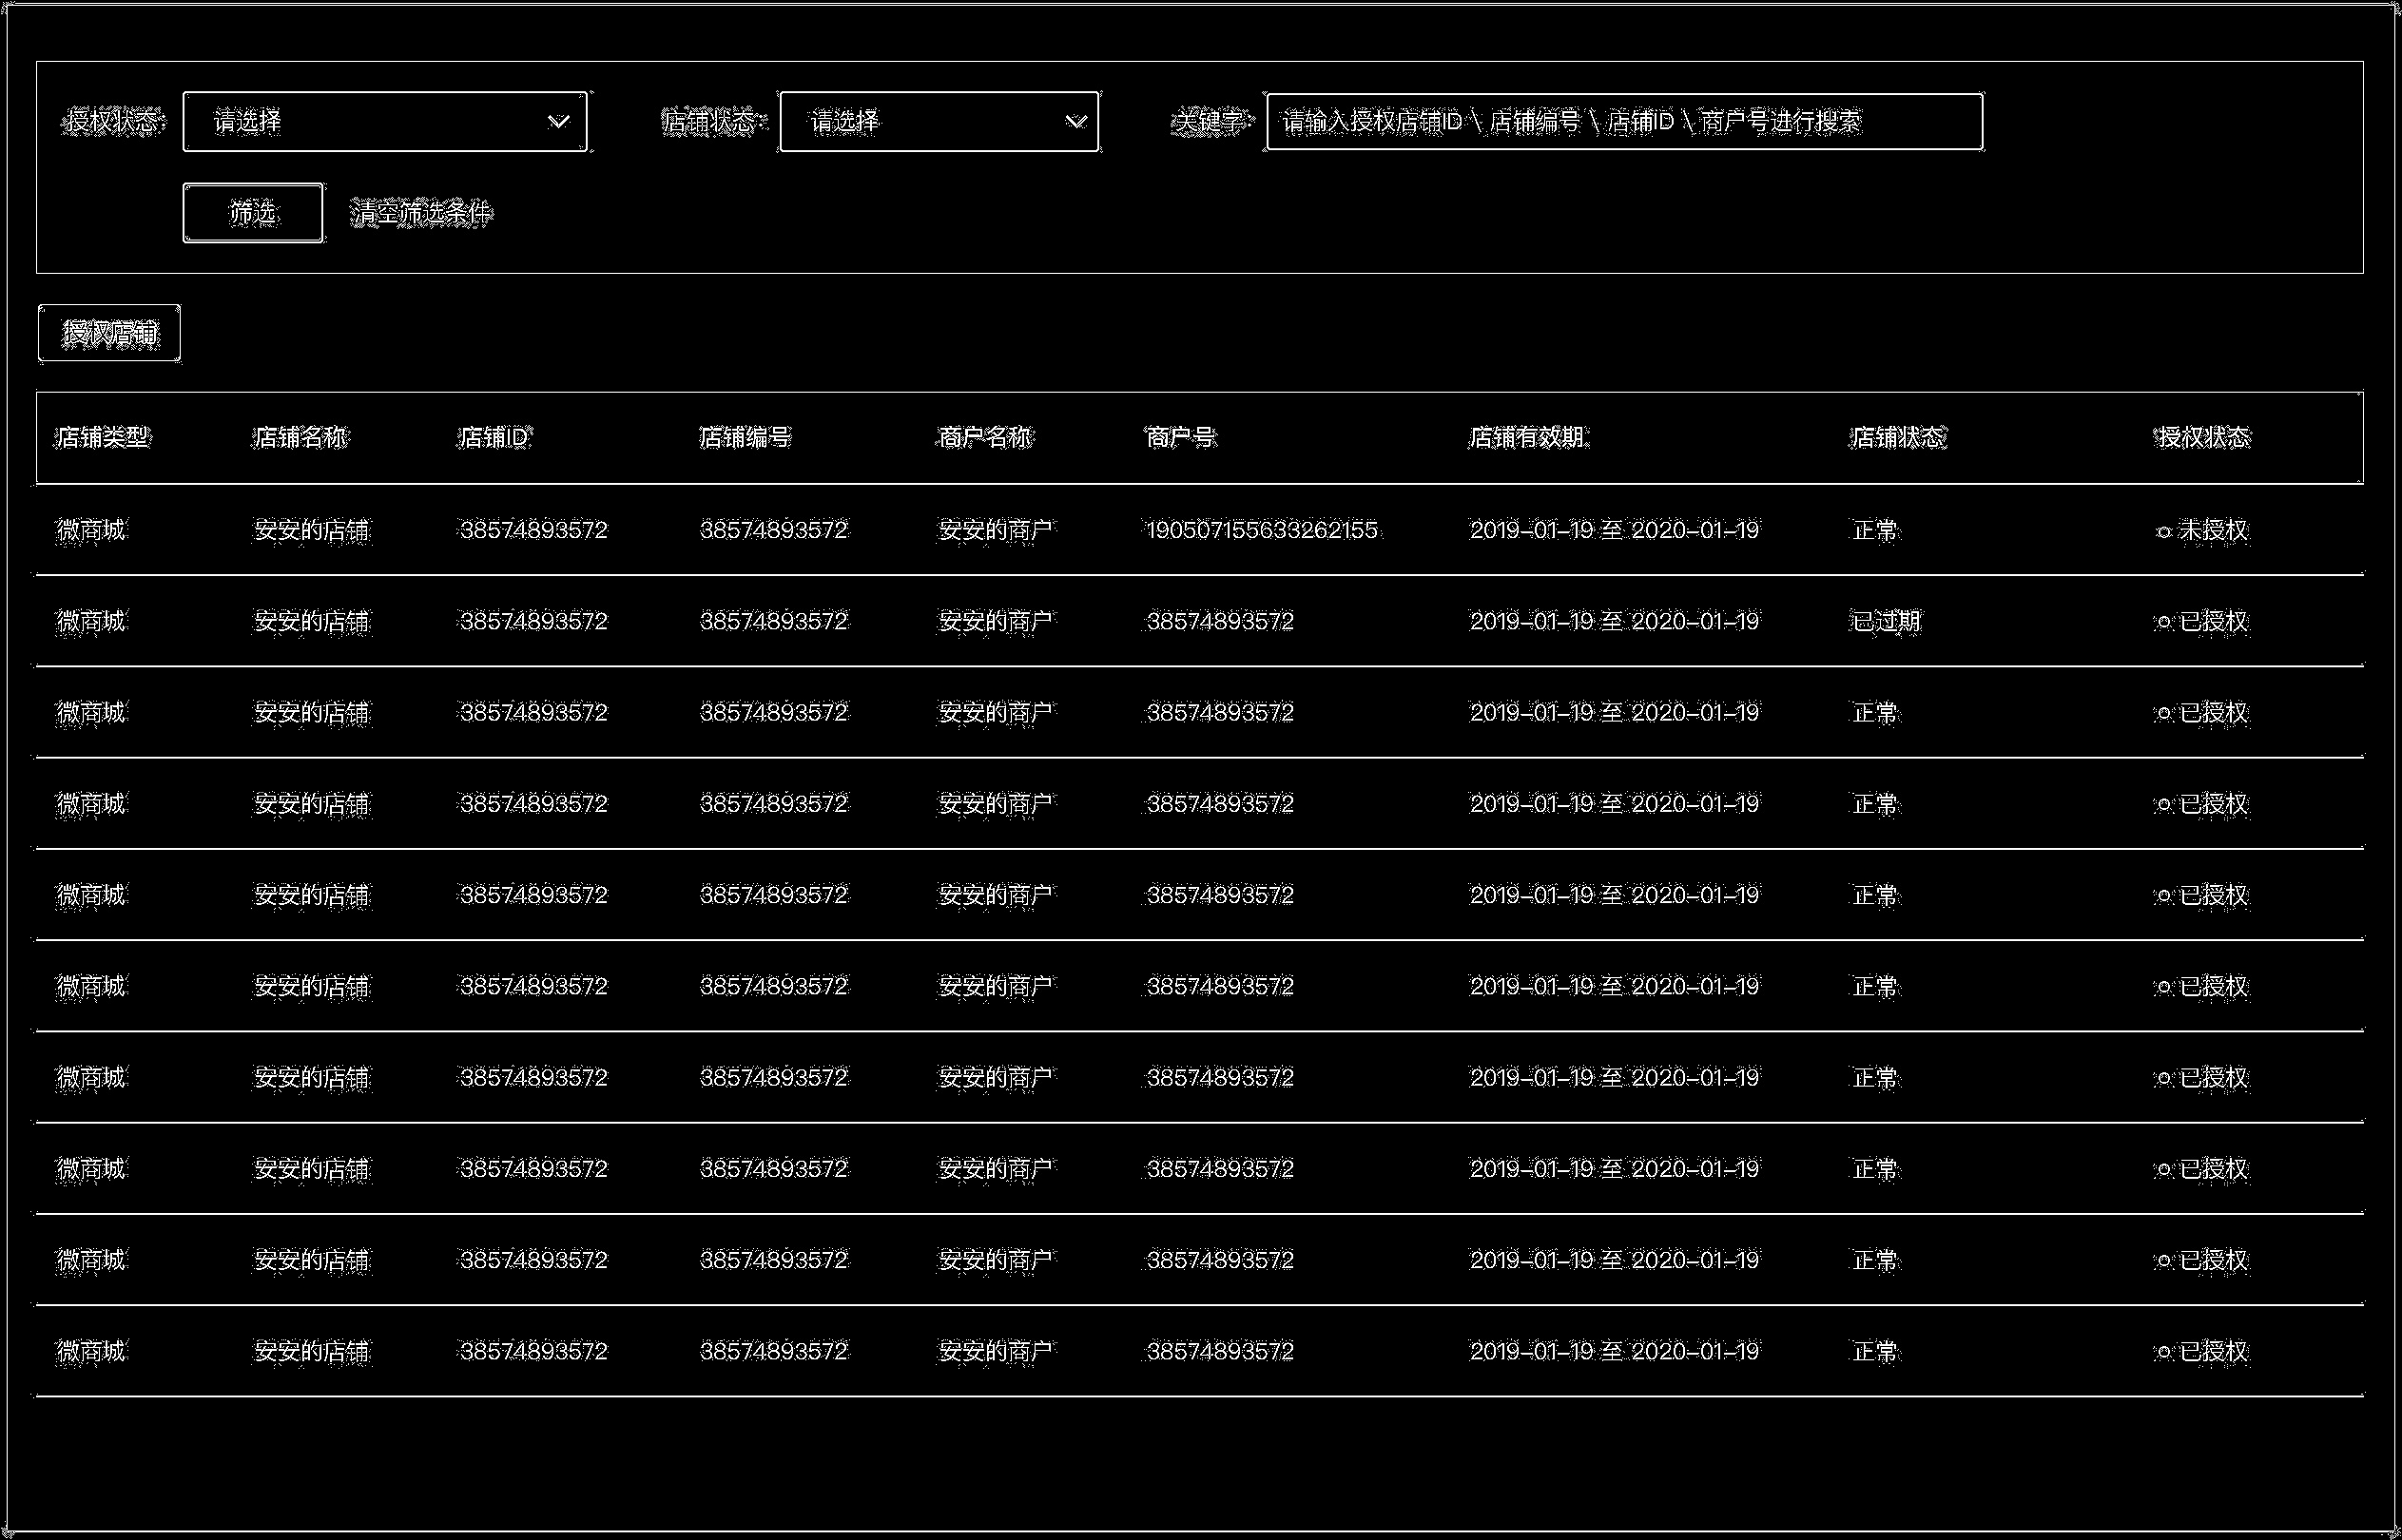 授权状态: 请选择 店铺状态: 请选择 关键字: 请输入授权店铺ID \ 店铺编号 \ 店铺ID \ 商户号进行搜索
筛选 清空筛选条件
授权店铺
店铺类型 店铺名称 店铺ID 店铺编号 商户名称 商户号 店铺有效期 店铺状态 授权状态
微商城 安安的店铺 38574893572 38574893572 安安的商户 190507155633262155 2019-01-19 至 2020-01-19 正常 未授权
微商城 安安的店铺 38574893572 38574893572 安安的商户 38574893572 2019-01-19 至 2020-01-19 已过期 已授权
微商城 安安的店铺 38574893572 38574893572 安安的商户 38574893572 2019-01-19 至 2020-01-19 正常 已授权
微商城 安安的店铺 38574893572 38574893572 安安的商户 38574893572 2019-01-19 至 2020-01-19 正常 已授权
微商城 安安的店铺 38574893572 38574893572 安安的商户 38574893572 2019-01-19 至 2020-01-19 正常 已授权
微商城 安安的店铺 38574893572 38574893572 安安的商户 38574893572 2019-01-19 至 2020-01-19 正常 已授权
微商城 安安的店铺 38574893572 38574893572 安安的商户 38574893572 2019-01-19 至 2020-01-19 正常 已授权
微商城 安安的店铺 38574893572 38574893572 安安的商户 38574893572 2019-01-19 至 2020-01-19 正常 已授权
微商城 安安的店铺 38574893572 38574893572 安安的商户 38574893572 2019-01-19 至 2020-01-19 正常 已授权
微商城 安安的店铺 38574893572 38574893572 安安的商户 38574893572 2019-01-19 至 2020-01-19 正常 已授权